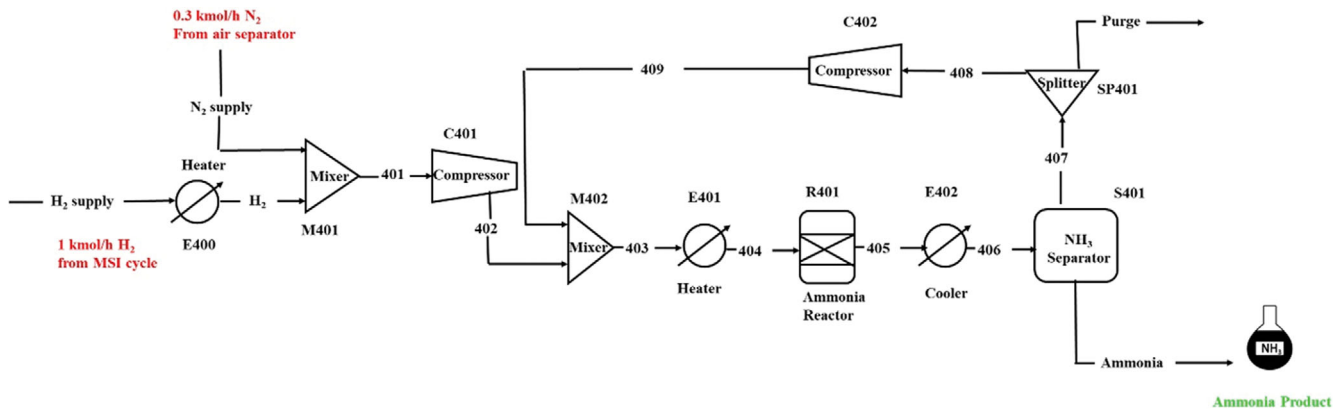 0.3 kmol/h N₂
From air separator
C402
Purge
409
Compressor
408
Splitter
SP401
N₂ supply
C401
407
Heater
Mixer
401
Compressor
H₂ supply
H₂
M401
E400
402
M402
E401
R401
E402
S401
1 kmol/h H₂
from MSI cycle
Mixer
403
404
405
406
NH₃
Separator
Heater
Ammonia
Reactor
Cooler
Ammonia
NH₃
Ammonia Product